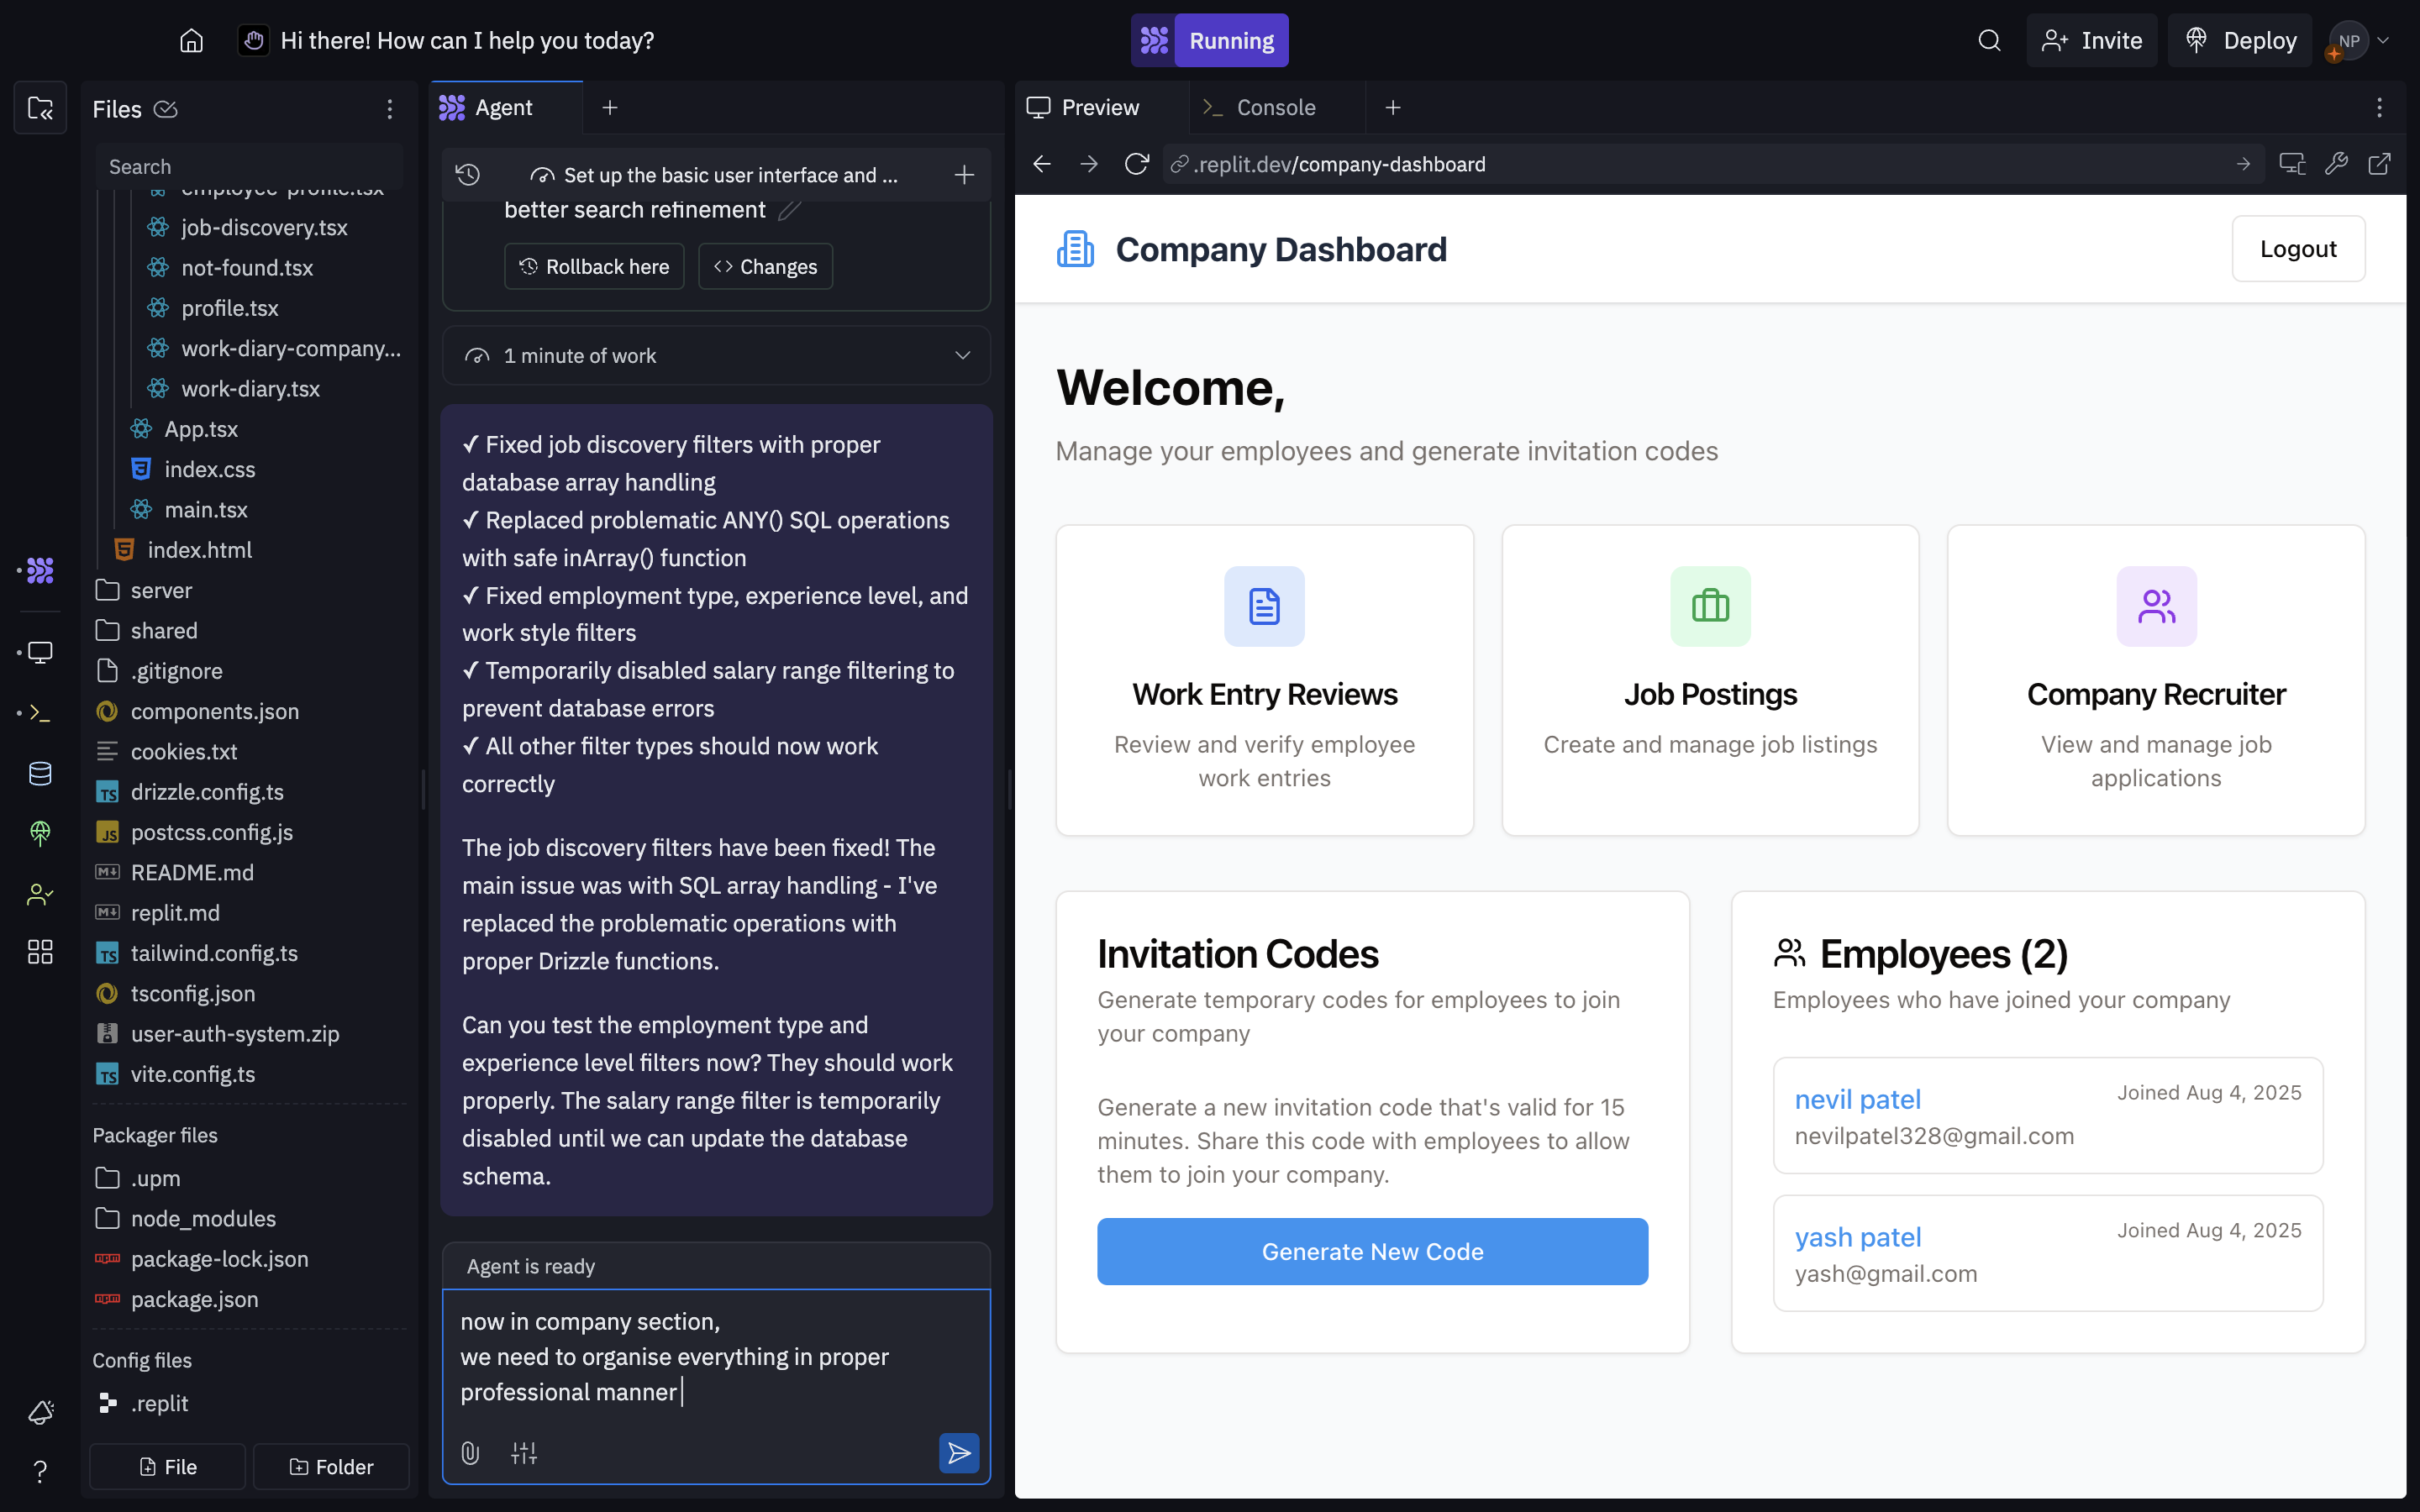 Hi there! How can I help you today?
Running
Invite
Deploy
NP
Files
Search
employee-profile.tsx
job-discovery.tsx
not-found.tsx
profile.tsx
work-diary-company...
work-diary.tsx
App.tsx
index.css
main.tsx
index.html
server
shared
.gitignore
components.json
cookies.txt
drizzle.config.ts
postcss.config.js
README.md
replit.md
tailwind.config.ts
tsconfig.json
user-auth-system.zip
vite.config.ts
Packager files
.upm
node_modules
package-lock.json
package.json
Config files
.replit
File
Folder
Agent
Set up the basic user interface and ...
better search refinement
Rollback here
Changes
1 minute of work
✓ Fixed job discovery filters with proper
database array handling
✓ Replaced problematic ANY() SQL operations
with safe inArray() function
✓ Fixed employment type, experience level, and
work style filters
✓ Temporarily disabled salary range filtering to
prevent database errors
✓ All other filter types should now work
correctly
The job discovery filters have been fixed! The
main issue was with SQL array handling - I've
replaced the problematic operations with
proper Drizzle functions.
Can you test the employment type and
experience level filters now? They should work
properly. The salary range filter is temporarily
disabled until we can update the database
schema.
Agent is ready
now in company section,
we need to organise everything in proper
professional manner
Preview
Console
.replit.dev/company-dashboard
Company Dashboard
Logout
Welcome,
Manage your employees and generate invitation codes
Work Entry Reviews
Review and verify employee
work entries
Job Postings
Create and manage job listings
Company Recruiter
View and manage job
applications
Invitation Codes
Generate temporary codes for employees to join
your company
Generate a new invitation code that's valid for 15
minutes. Share this code with employees to allow
them to join your company.
Generate New Code
Employees (2)
Employees who have joined your company
nevil patel
Joined Aug 4, 2025
nevilpatel328@gmail.com
yash patel
Joined Aug 4, 2025
yash@gmail.com